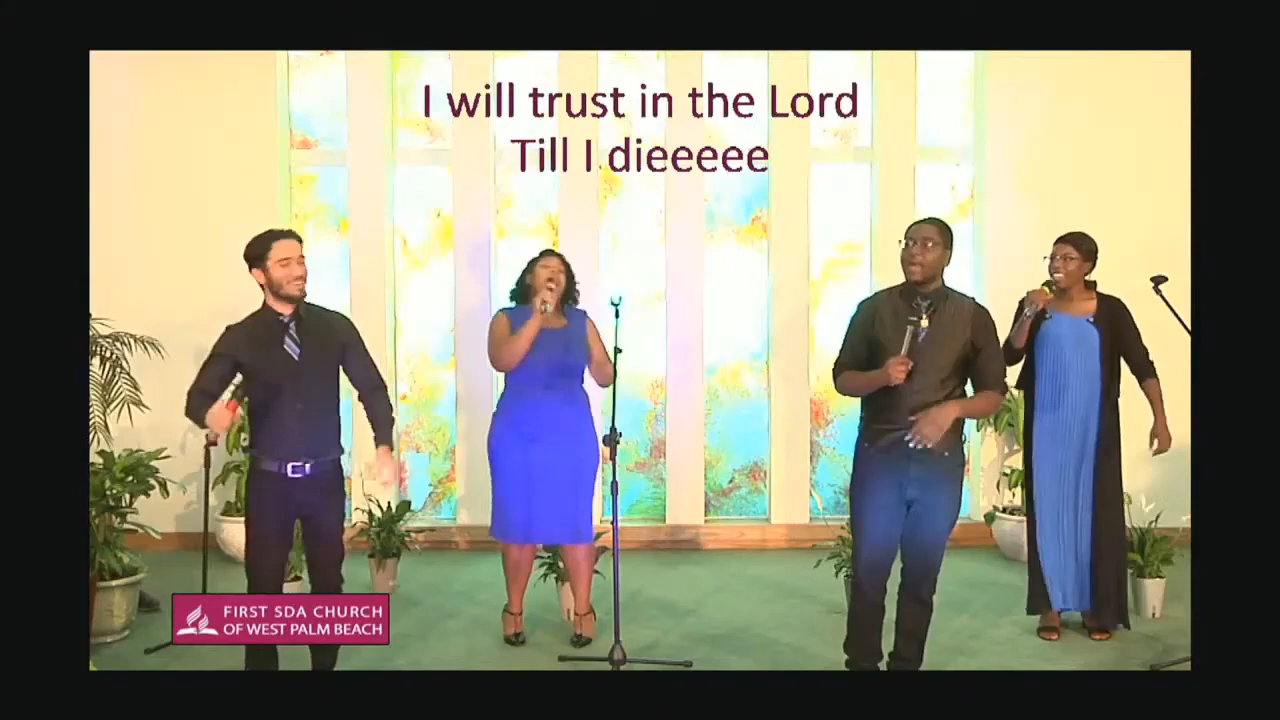 I will trust in the Lord
Till I dieeeee
FIRST SDA CHURCH
OF WEST PALM BEACH